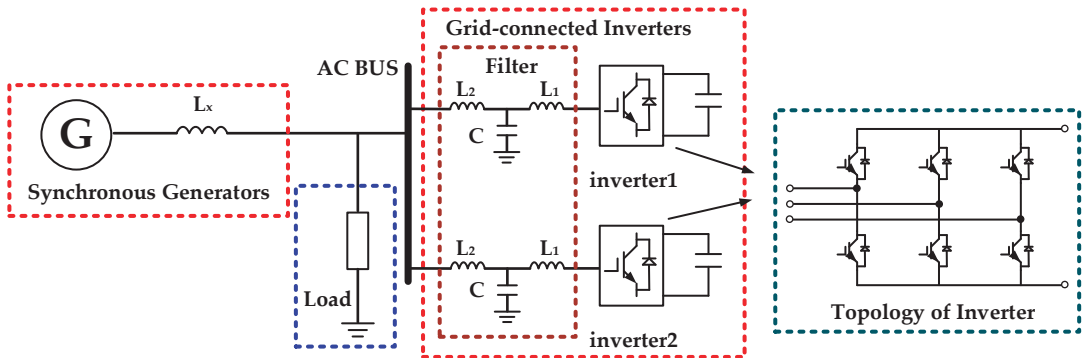 Grid-connected Inverters
AC BUS
Filter
Lx
L2
L1
G
C
Synchronous Generators
inverter1
L2
L1
C
Load
inverter2
Topology of Inverter